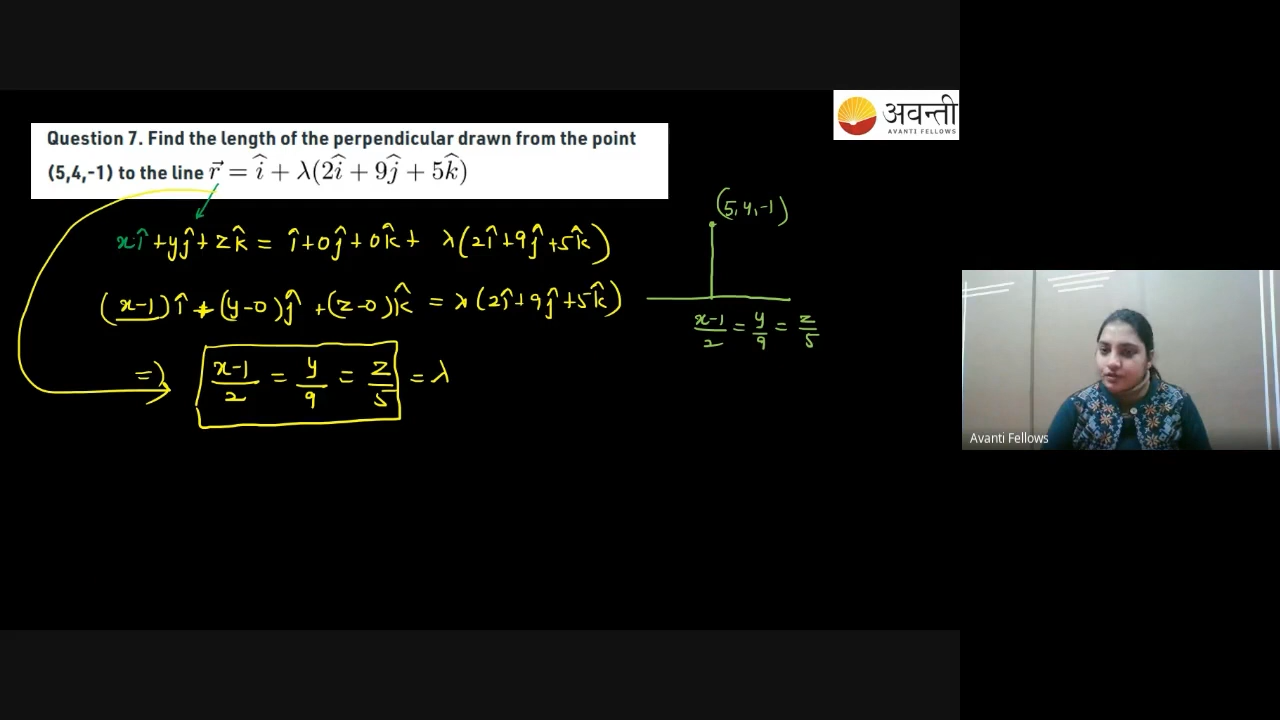 अवन्ती
AVANTI FELLOWS
Question 7. Find the length of the perpendicular drawn from the point
(5,4,-1) to the line r⃗ = î + λ(2î + 9ĵ + 5k̂)
(5,4,-1)
xî + yĵ + zk̂ = î + 0ĵ + 0k̂ + λ(2î + 9ĵ + 5k̂)
(x-1)î + (y-0)ĵ + (z-0)k̂ = λ(2î + 9ĵ + 5k̂)
(x-1)/2 = y/9 = z/5
=) (x-1)/2 = y/9 = z/5 = λ
Avanti Fellows